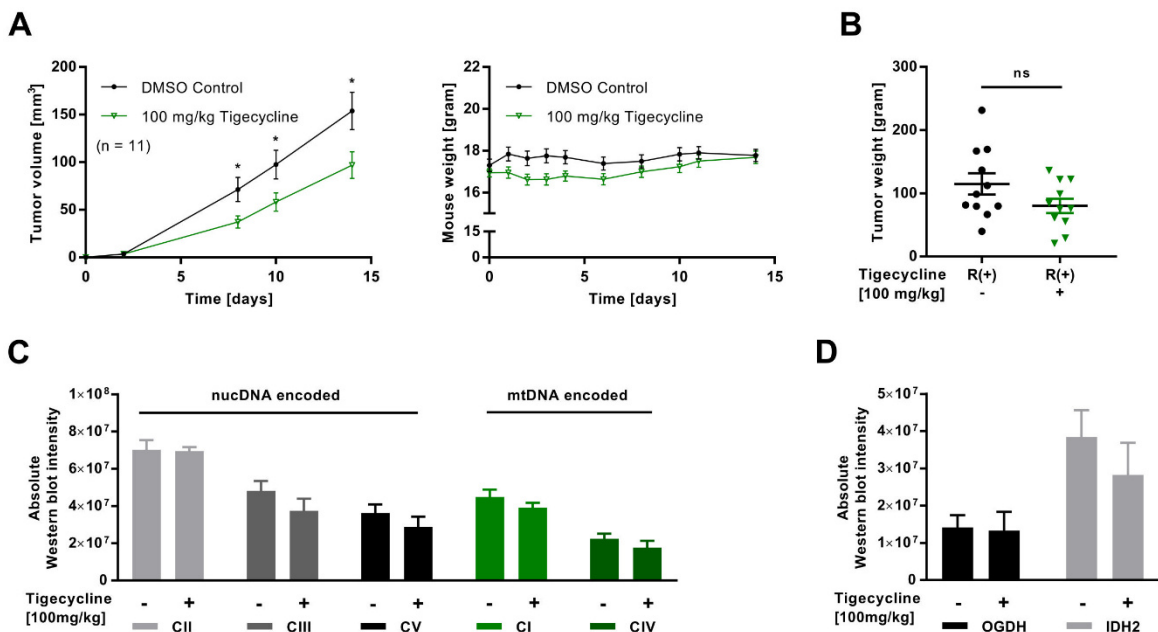 A
Tumor volume [mm³]
200
150
100
50
0
DMSO Control
100 mg/kg Tigecycline
(n = 11)
*
*
*
0
5
10
15
Time [days]
Mouse weight [gram]
22
20
18
16
15
0
DMSO Control
100 mg/kg Tigecycline
0
5
10
15
Time [days]
B
Tumor weight [gram]
300
200
100
0
ns
Tigecycline R(+) R(+)
[100 mg/kg] - +
C
Absolute
Western blot intensity
1×10⁸
8×10⁷
6×10⁷
4×10⁷
2×10⁷
0
nucDNA encoded
mtDNA encoded
Tigecycline - + - + - + - + - +
[100mg/kg] CII CIII CV CI CIV
D
Absolute
Western blot intensity
5×10⁷
4×10⁷
3×10⁷
2×10⁷
1×10⁷
0
Tigecycline - + - +
[100mg/kg] OGDH IDH2